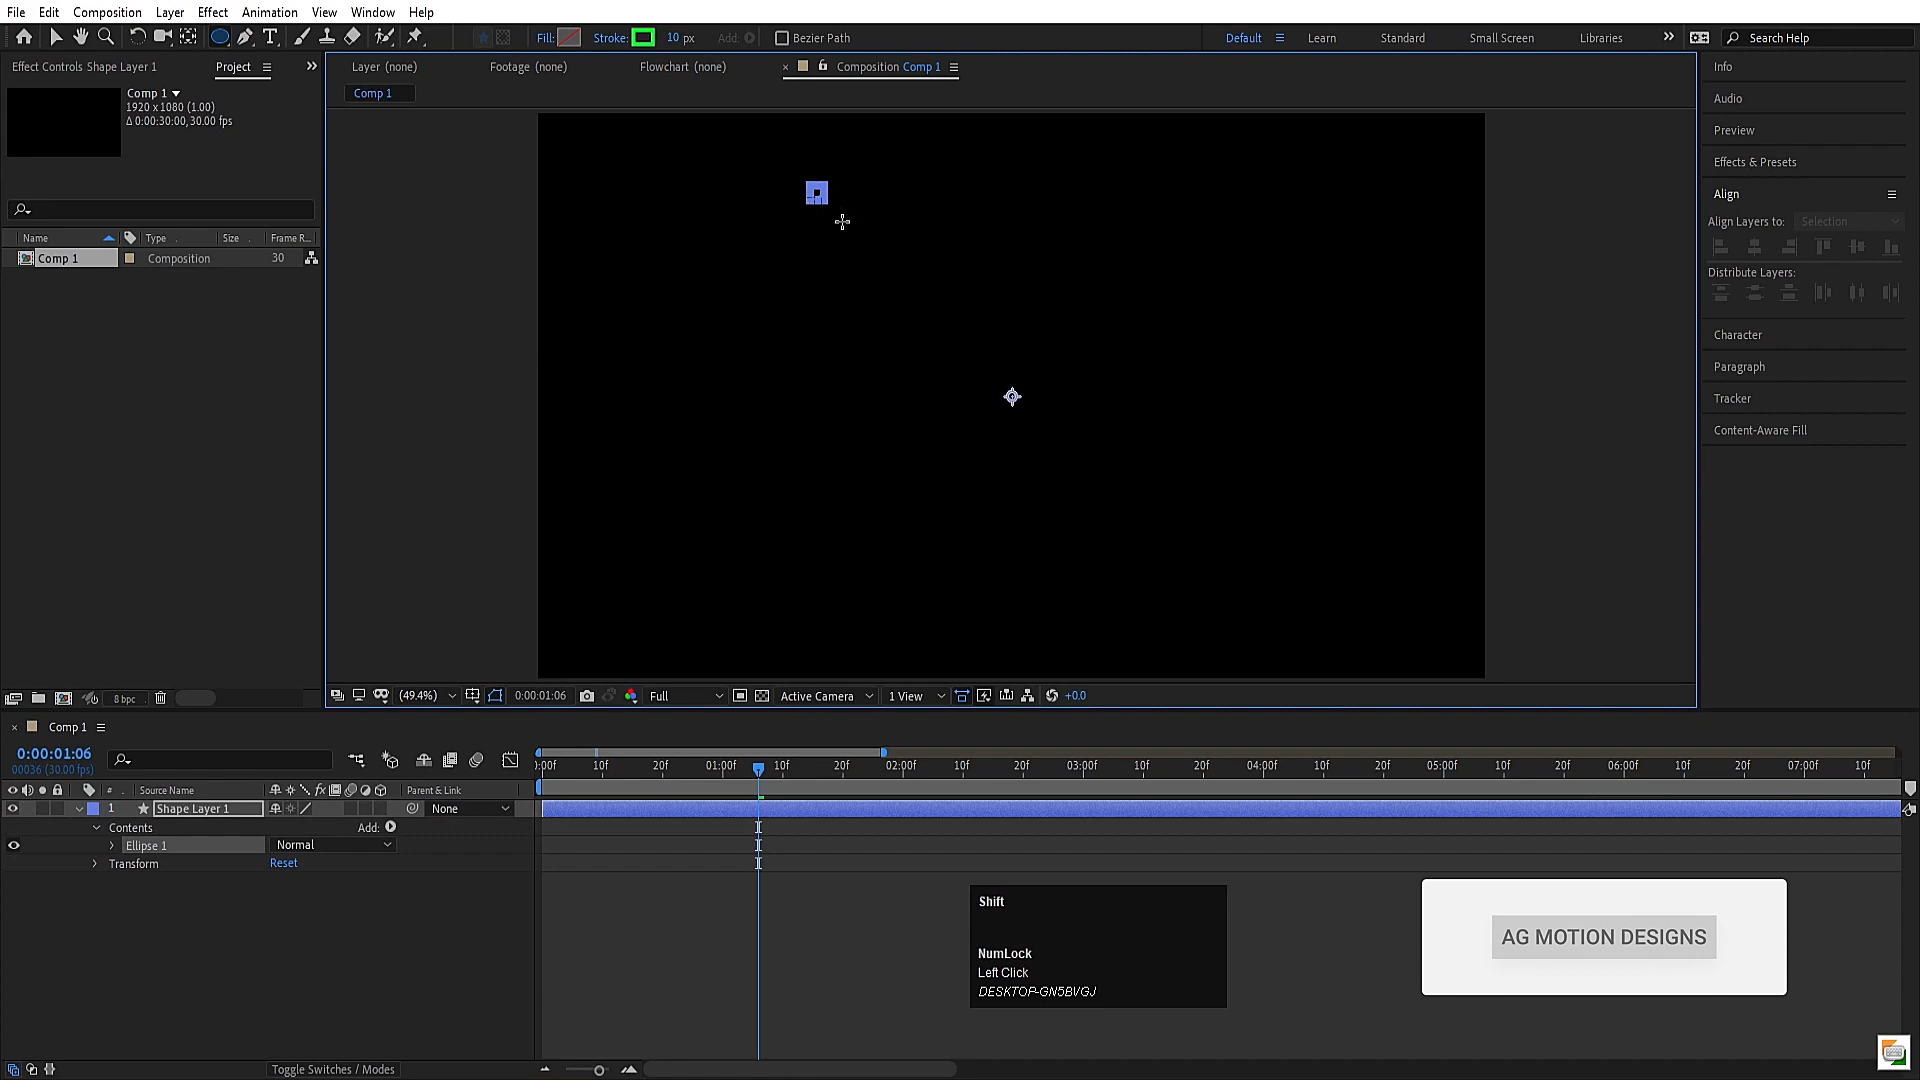 File Edit Composition Layer Effect Animation View Window Help
Fill: Stroke: 10 px Add: Bezier Path Default Learn Standard Small Screen Libraries Search Help
Effect Controls Shape Layer 1 Project Layer (none) Footage (none) Flowchart (none) × Composition Comp 1
Comp 1
Comp 1
1920 x 1080 (1.00)
Δ 0:00:30:00, 30.00 fps
Name Type Size Frame R...
Comp 1 Composition 30
Info
Audio
Preview
Effects & Presets
Align
Align Layers to: Selection
Distribute Layers:
Character
Paragraph
Tracker
Content-Aware Fill
8 bpc (49.4%) 0:00:01:06 Full Active Camera 1 View +0.0
× Comp 1
0:00:01:06
00036 (30.00 fps)
):00f 10f 20f 01:00f 10f 20f 02:00f 10f 20f 03:00f 10f 20f 04:00f 10f 20f 05:00f 10f 20f 06:00f 10f 20f 07:00f 10f
# Source Name fx Parent & Link
1 Shape Layer 1 None
Contents Add:
Ellipse 1 Normal
Transform Reset
Shift
NumLock
Left Click
DESKTOP-GN5BVGJ
AG MOTION DESIGNS
Toggle Switches / Modes